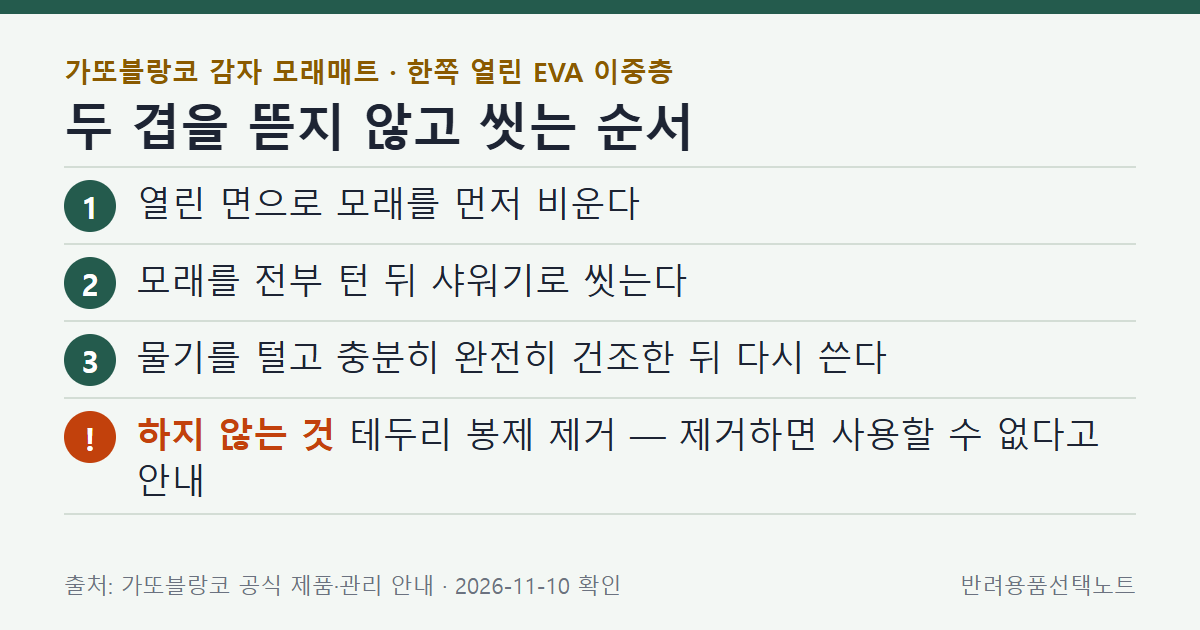 가또블랑코 감자 모래매트 · 한쪽 열린 EVA 이중층
두 겹을 뜯지 않고 씻는 순서
1 열린 면으로 모래를 먼저 비운다
2 모래를 전부 턴 뒤 샤워기로 씻는다
3 물기를 털고 충분히 완전히 건조한 뒤 다시 쓴다
! 하지 않는 것 테두리 봉제 제거 — 제거하면 사용할 수 없다고
안내
출처: 가또블랑코 공식 제품·관리 안내 · 2026-11-10 확인
반려용품선택노트